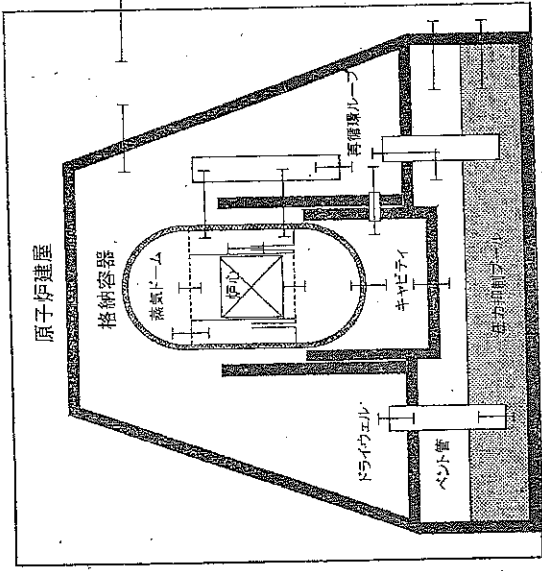 原子炉建屋
格納容器
蒸気ドーム
炉心
再循環ループ
キャビティ
ドライウェル
ベント管
圧力抑制プール